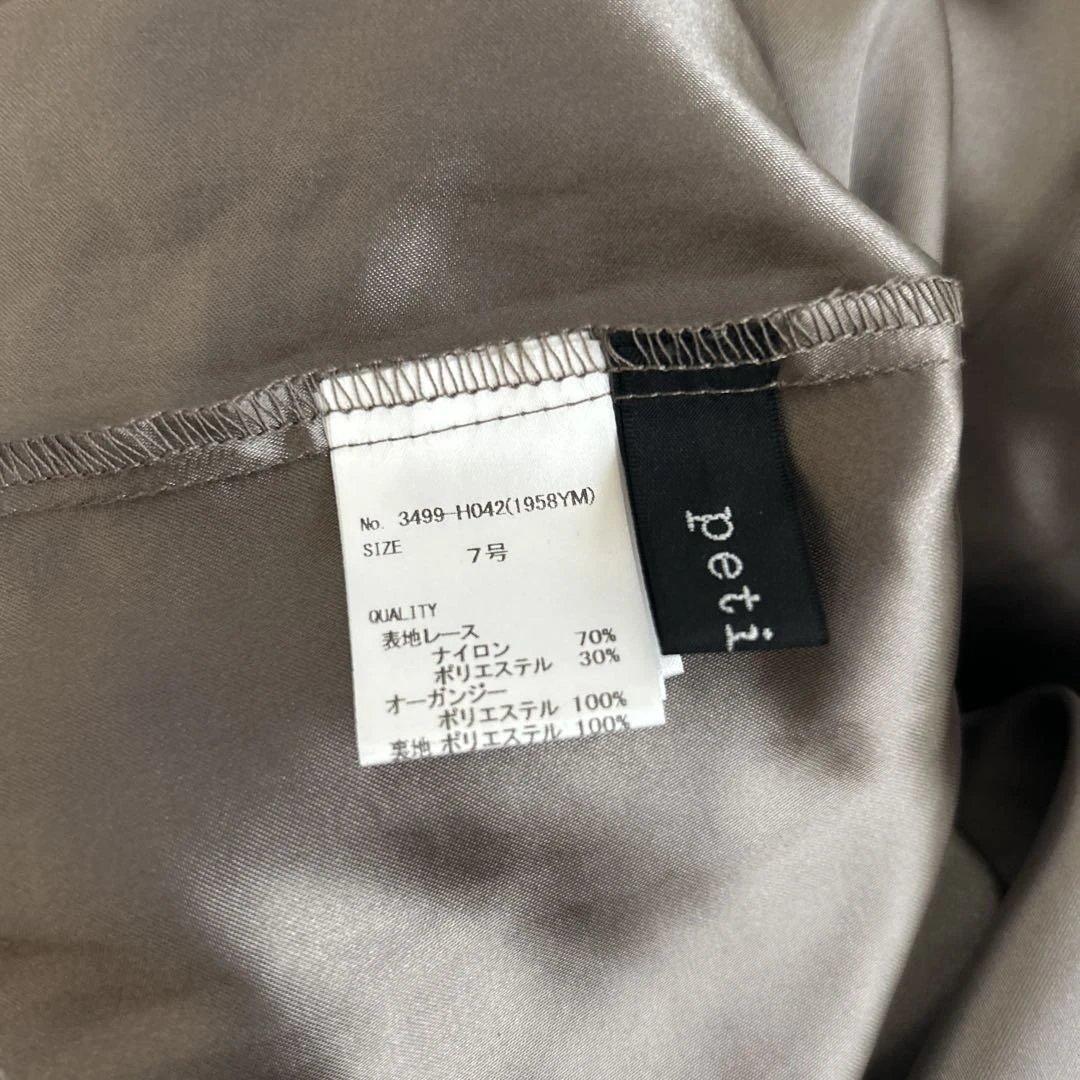 No. 3499-H042(1958YM)
SIZE 7号
QUALITY
表地レース
ナイロン 70%
ポリエステル 30%
オーガンジー
ポリエステル 100%
裏地 ポリエステル 100%
peti